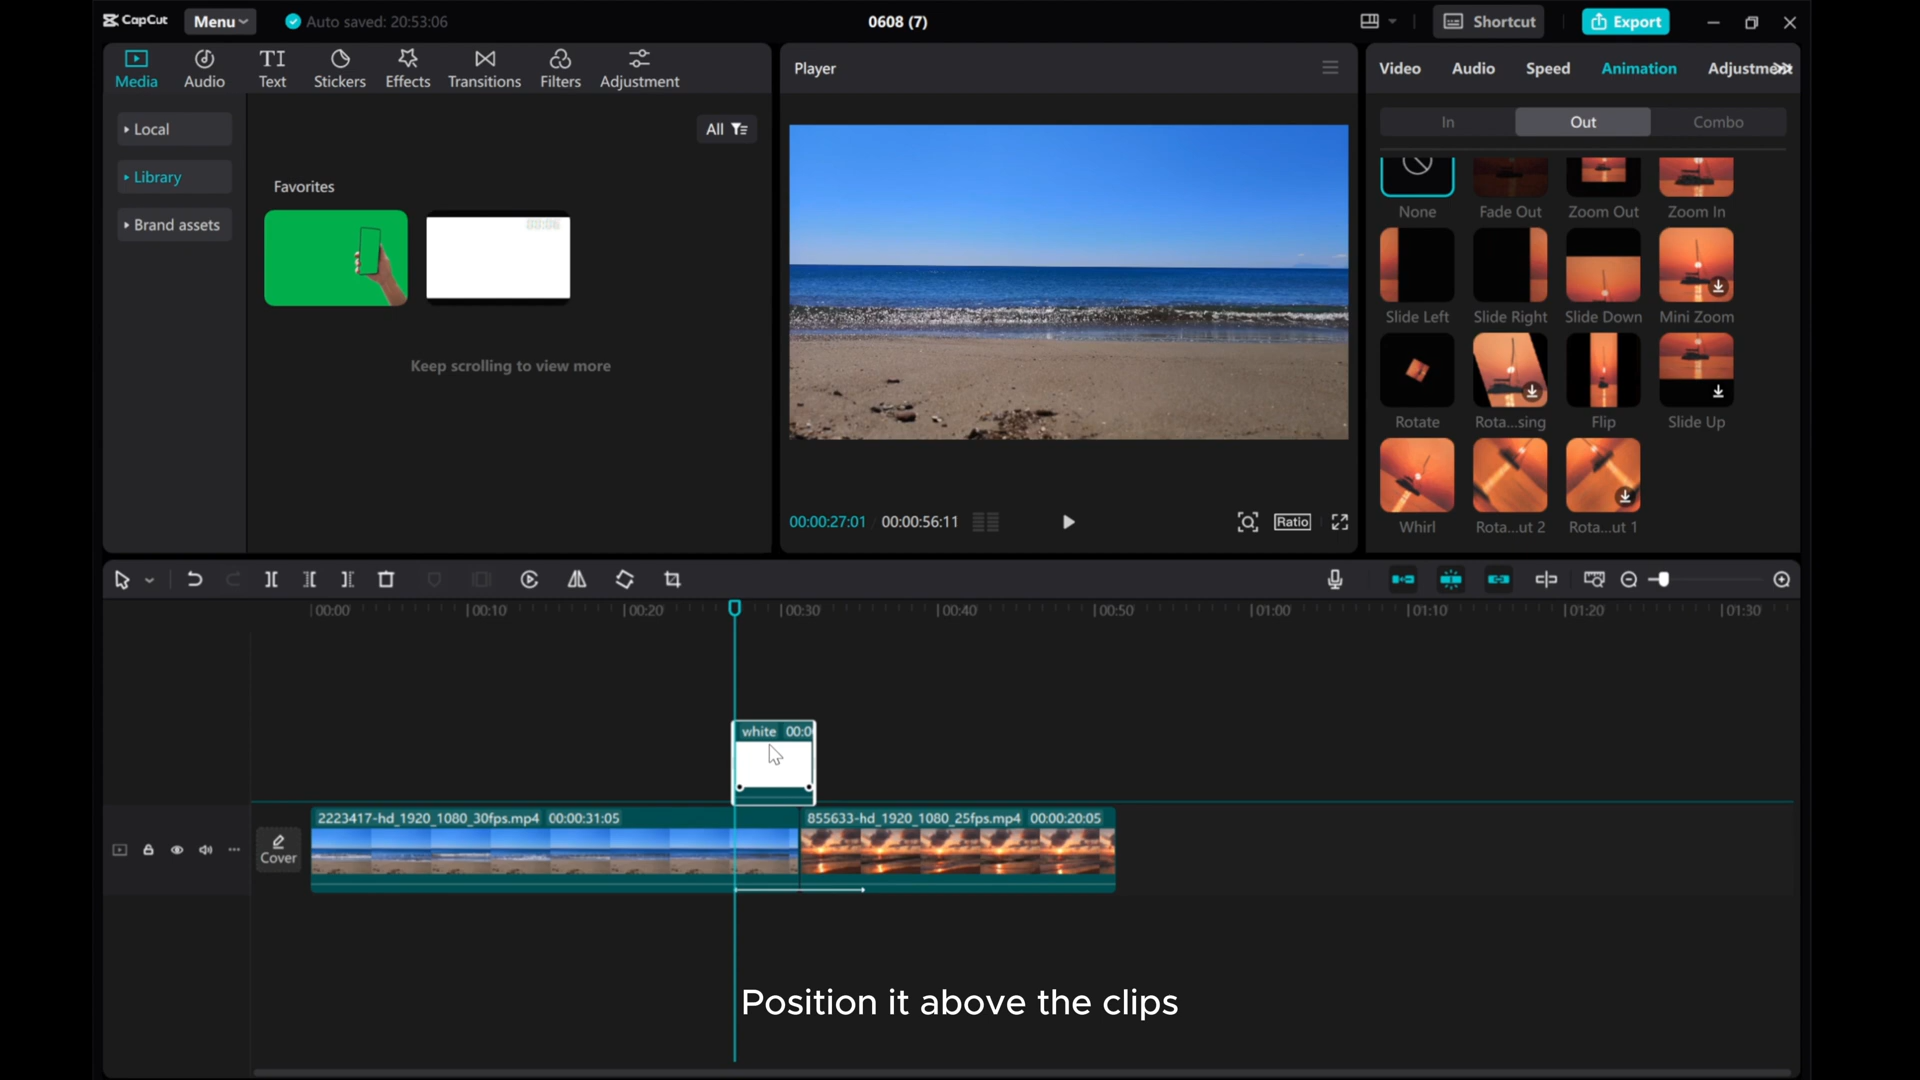 CapCut
Menu
Auto saved: 20:53:06
0608 (7)
Shortcut
Export
Media
Audio
Text
Stickers
Effects
Transitions
Filters
Adjustment
Local
Library
Brand assets
All
Favorites
00:06
Keep scrolling to view more
Player
00:00:27:01
00:00:56:11
Ratio
Video
Audio
Speed
Animation
Adjustment
In
Out
Combo
None
Fade Out
Zoom Out
Zoom In
Slide Left
Slide Right
Slide Down
Mini Zoom
Rotate
Rota...sing
Flip
Slide Up
Whirl
Rota...ut 2
Rota...ut 1
00:00
00:10
00:20
00:30
00:40
00:50
01:00
01:10
01:20
01:30
white 00:0
2223417-hd_1920_1080_30fps.mp4 00:00:31:05
855633-hd_1920_1080_25fps.mp4 00:00:20:05
Cover
Position it above the clips